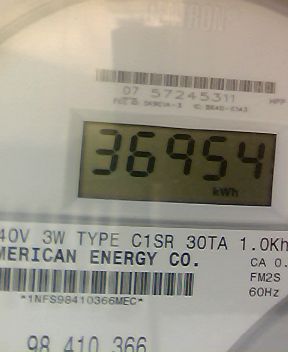 CENTRON
07 57245311
36954
kWh
40V 3W TYPE C1SR 30TA 1.0Kh
MERICAN ENERGY CO.
CA 0.
FM2S
60Hz
*1NFS98410366MEC*
98 410 366